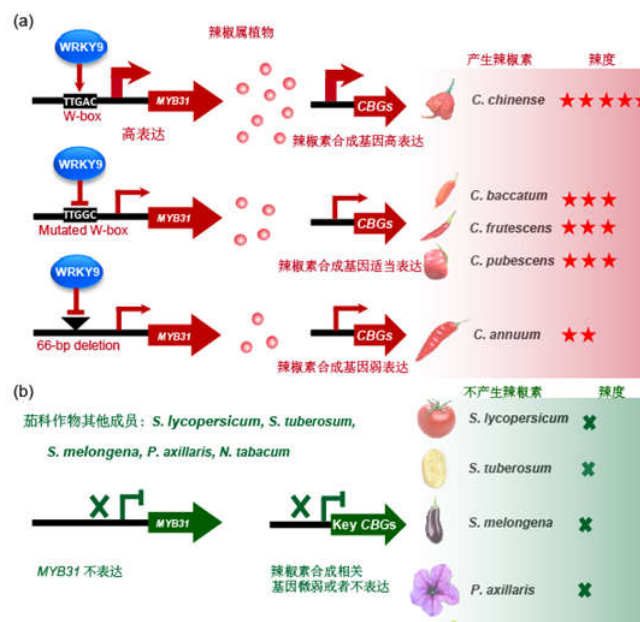 (a)
辣椒属植物
产生辣椒素 辣度
WRKY9
TTGAC
W-box
MYB31
高表达
CBGs
辣椒素合成基因高表达
C. chinense
WRKY9
TTGGC
Mutated W-box
MYB31
CBGs
辣椒素合成基因适当表达
C. baccatum
C. frutescens
C. pubescens
WRKY9
66-bp deletion
MYB31
CBGs
辣椒素合成基因弱表达
C. annuum
(b)
不产生辣椒素 辣度
茄科作物其他成员：S. lycopersicum, S. tuberosum,
S. melongena, P. axillaris, N. tabacum
MYB31
Key CBGs
MYB31 不表达
辣椒素合成相关
基因微弱或者不表达
S. lycopersicum
S. tuberosum
S. melongena
P. axillaris